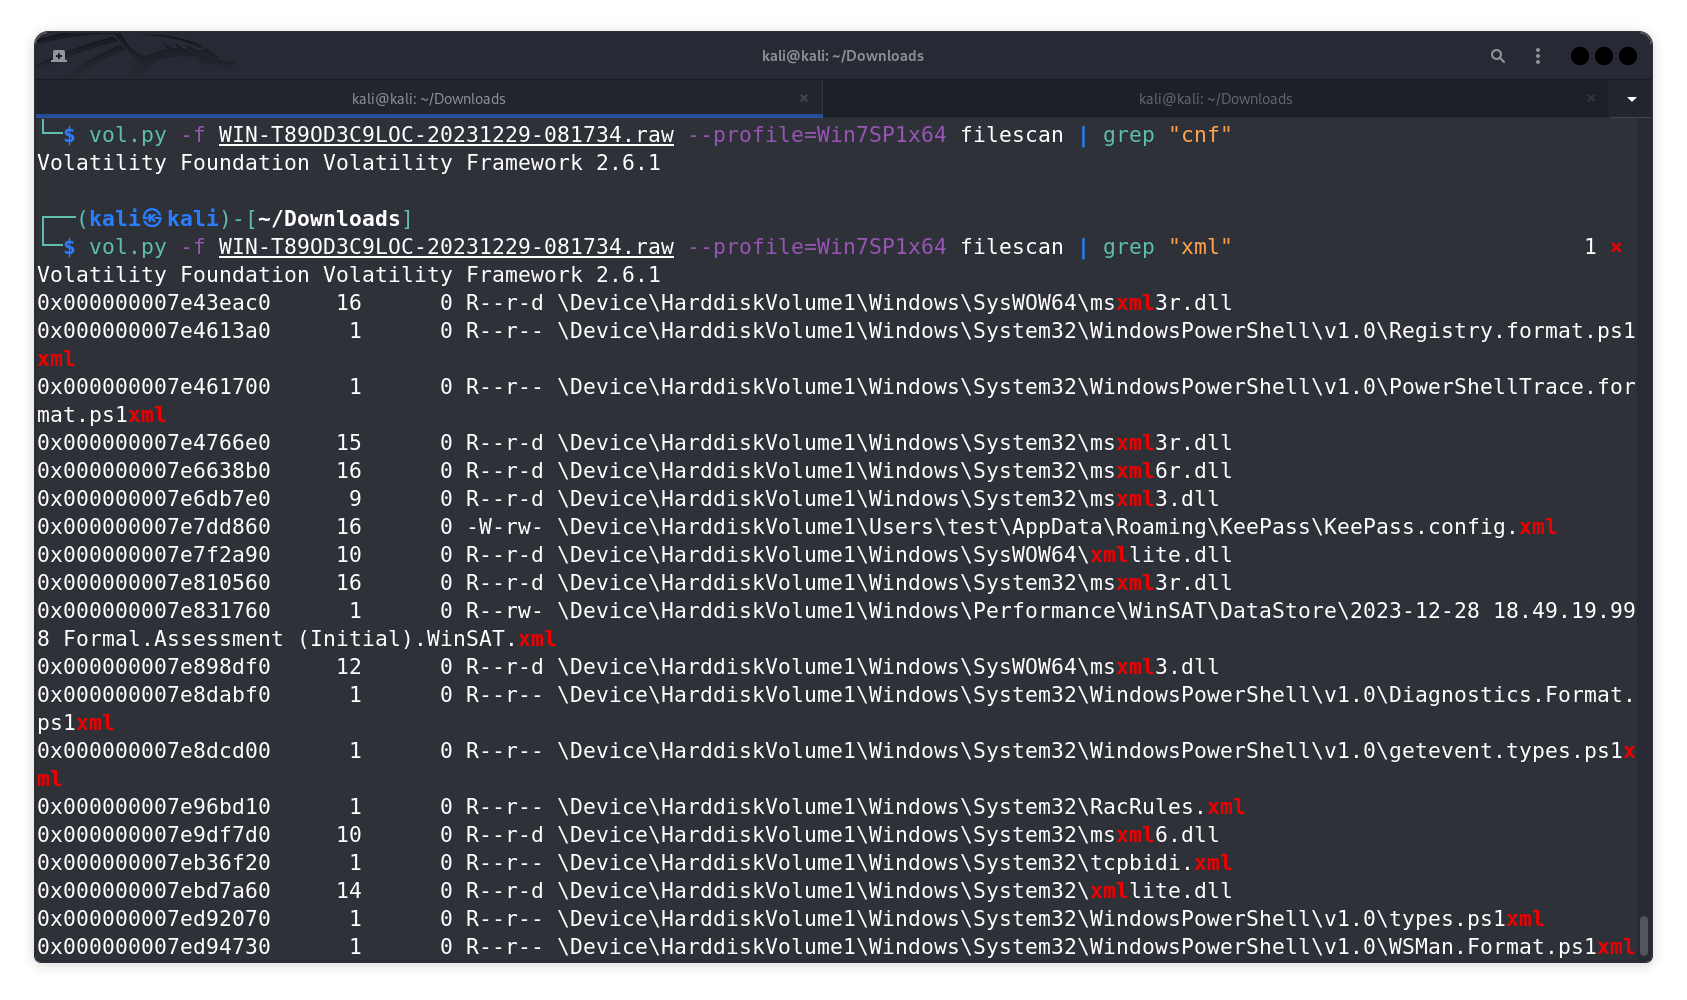 kali@kali: ~/Downloads
kali@kali: ~/Downloads × kali@kali: ~/Downloads ×
└─$ vol.py -f WIN-T89OD3C9LOC-20231229-081734.raw --profile=Win7SP1x64 filescan | grep "cnf"
Volatility Foundation Volatility Framework 2.6.1
┌──(kali㉿kali)-[~/Downloads]
└─$ vol.py -f WIN-T89OD3C9LOC-20231229-081734.raw --profile=Win7SP1x64 filescan | grep "xml" 1 ⨯
Volatility Foundation Volatility Framework 2.6.1
0x000000007e43eac0     16      0 R--r-d \Device\HarddiskVolume1\Windows\SysWOW64\msxml3r.dll
0x000000007e4613a0      1      0 R--r-- \Device\HarddiskVolume1\Windows\System32\WindowsPowerShell\v1.0\Registry.format.ps1
xml
0x000000007e461700      1      0 R--r-- \Device\HarddiskVolume1\Windows\System32\WindowsPowerShell\v1.0\PowerShellTrace.for
mat.ps1xml
0x000000007e4766e0     15      0 R--r-d \Device\HarddiskVolume1\Windows\System32\msxml3r.dll
0x000000007e6638b0     16      0 R--r-d \Device\HarddiskVolume1\Windows\System32\msxml6r.dll
0x000000007e6db7e0      9      0 R--r-d \Device\HarddiskVolume1\Windows\System32\msxml3.dll
0x000000007e7dd860     16      0 -W-rw- \Device\HarddiskVolume1\Users\test\AppData\Roaming\KeePass\KeePass.config.xml
0x000000007e7f2a90     10      0 R--r-d \Device\HarddiskVolume1\Windows\SysWOW64\xmllite.dll
0x000000007e810560     16      0 R--r-d \Device\HarddiskVolume1\Windows\System32\msxml3r.dll
0x000000007e831760      1      0 R--rw- \Device\HarddiskVolume1\Windows\Performance\WinSAT\DataStore\2023-12-28 18.49.19.99
8 Formal.Assessment (Initial).WinSAT.xml
0x000000007e898df0     12      0 R--r-d \Device\HarddiskVolume1\Windows\SysWOW64\msxml3.dll
0x000000007e8dabf0      1      0 R--r-- \Device\HarddiskVolume1\Windows\System32\WindowsPowerShell\v1.0\Diagnostics.Format.
ps1xml
0x000000007e8dcd00      1      0 R--r-- \Device\HarddiskVolume1\Windows\System32\WindowsPowerShell\v1.0\getevent.types.ps1x
ml
0x000000007e96bd10      1      0 R--r-- \Device\HarddiskVolume1\Windows\System32\RacRules.xml
0x000000007e9df7d0     10      0 R--r-d \Device\HarddiskVolume1\Windows\System32\msxml6.dll
0x000000007eb36f20      1      0 R--r-- \Device\HarddiskVolume1\Windows\System32\tcpbidi.xml
0x000000007ebd7a60     14      0 R--r-d \Device\HarddiskVolume1\Windows\System32\xmllite.dll
0x000000007ed92070      1      0 R--r-- \Device\HarddiskVolume1\Windows\System32\WindowsPowerShell\v1.0\types.ps1xml
0x000000007ed94730      1      0 R--r-- \Device\HarddiskVolume1\Windows\System32\WindowsPowerShell\v1.0\WSMan.Format.ps1xml